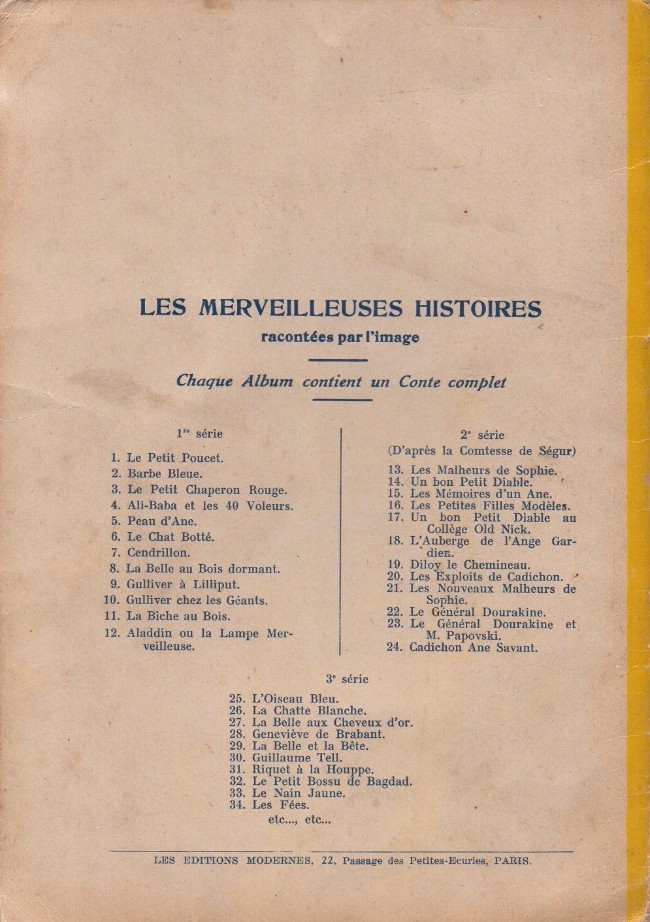 LES MERVEILLEUSES HISTOIRES
racontées par l'image
Chaque Album contient un Conte complet
1re série
1. Le Petit Poucet.
2. Barbe Bleue.
3. Le Petit Chaperon Rouge.
4. Ali-Baba et les 40 Voleurs.
5. Peau d'Ane.
6. Le Chat Botté.
7. Cendrillon.
8. La Belle au Bois dormant.
9. Gulliver à Lilliput.
10. Gulliver chez les Géants.
11. La Biche au Bois.
12. Aladdin ou la Lampe Mer-
veilleuse.
2e série
(D'après la Comtesse de Ségur)
13. Les Malheurs de Sophie.
14. Un bon Petit Diable.
15. Les Mémoires d'un Ane.
16. Les Petites Filles Modèles.
17. Un bon Petit Diable au
Collège Old Nick.
18. L'Auberge de l'Ange Gar-
dien.
19. Diloy le Chemineau.
20. Les Exploits de Cadichon.
21. Les Nouveaux Malheurs de
Sophie.
22. Le Général Dourakine.
23. Le Général Dourakine et
M. Papovski.
24. Cadichon Ane Savant.
3e série
25. L'Oiseau Bleu.
26. La Chatte Blanche.
27. La Belle aux Cheveux d'or.
28. Geneviève de Brabant.
29. La Belle et la Bête.
30. Guillaume Tell.
31. Riquet à la Houppe.
32. Le Petit Bossu de Bagdad.
33. Le Nain Jaune.
34. Les Fées.
etc..., etc...
LES EDITIONS MODERNES, 22, Passage des Petites-Ecuries, PARIS.